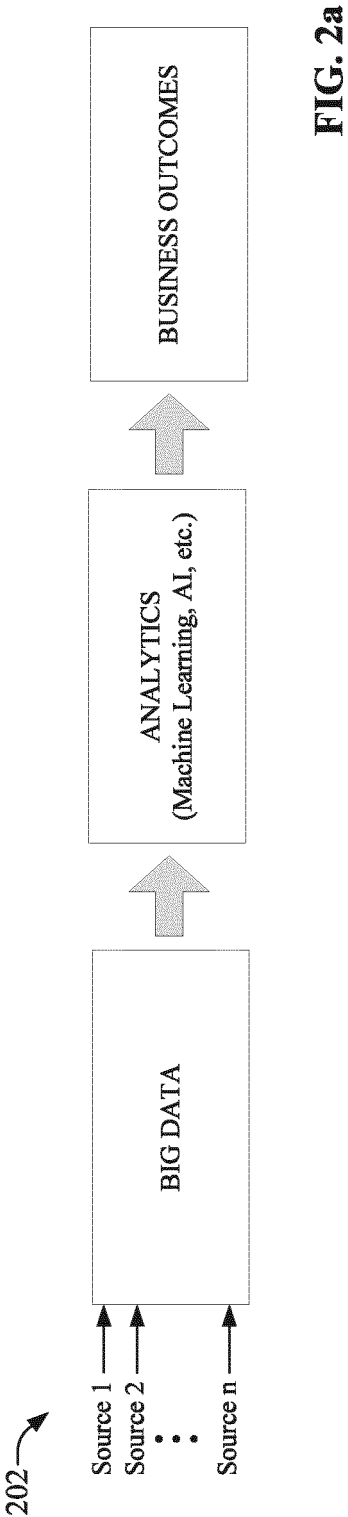 202
Source 1
Source 2
Source n
BIG DATA
ANALYTICS
(Machine Learning, AI, etc.)
BUSINESS OUTCOMES
FIG. 2a